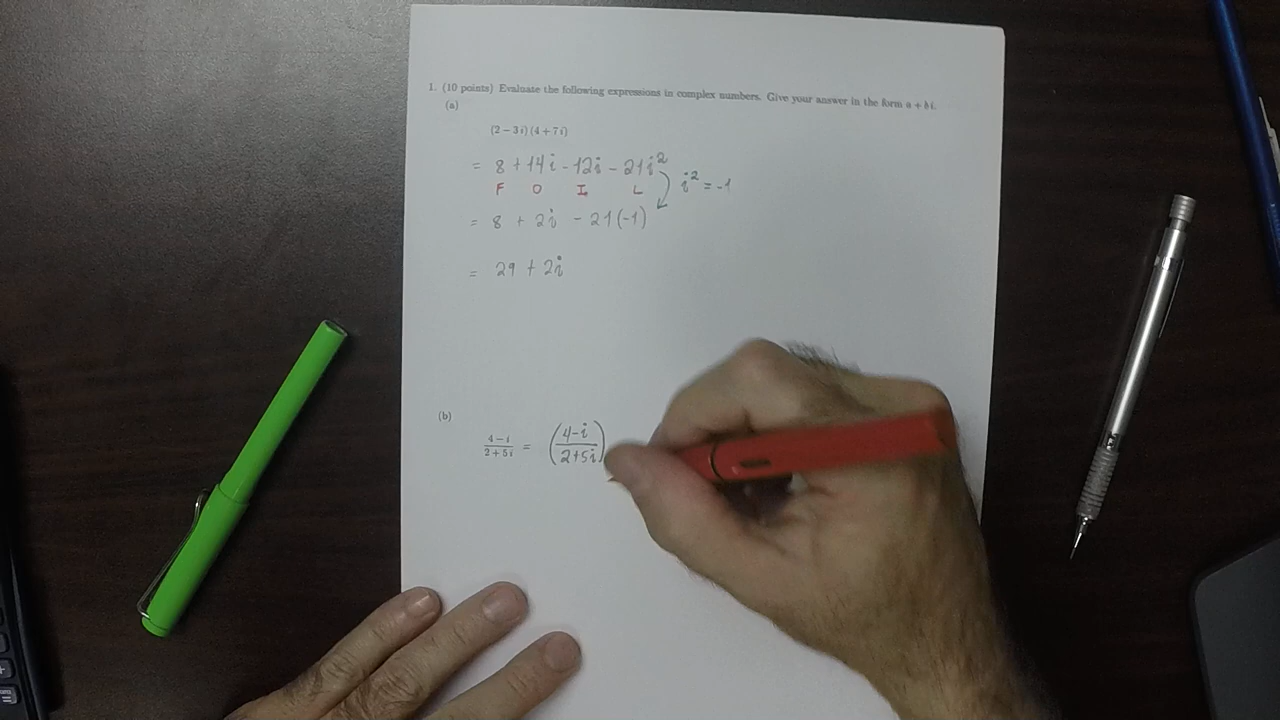 1. (10 points) Evaluate the following expressions in complex numbers. Give your answer in the form a + bi.
(a)
(2 − 3i)(4 + 7i)
= 8 + 14i - 12i - 21i²
F O I L i² = -1
= 8 + 2i - 21(-1)
= 29 + 2i
(b)
4 − i / 2 + 5i = (4-i / 2+5i)